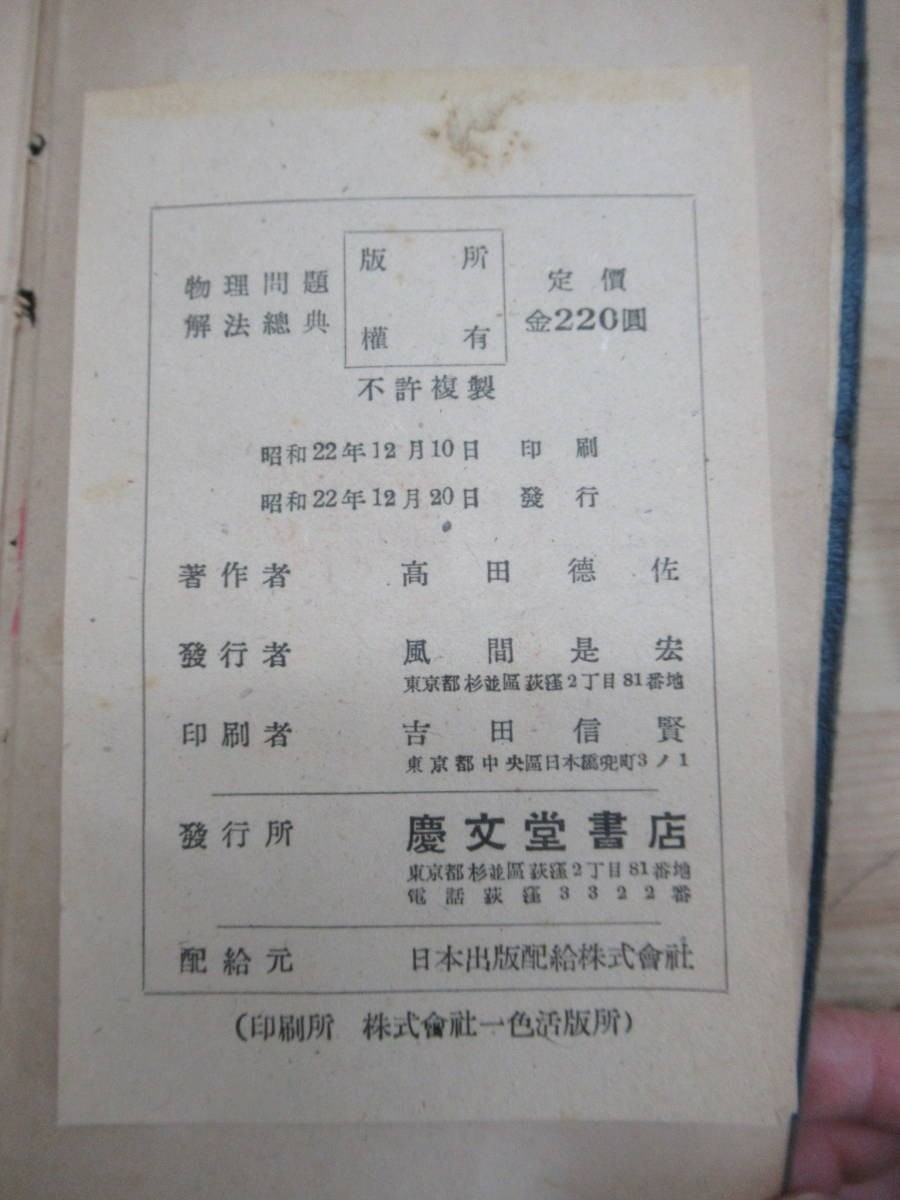 物理問題
解法總典
版所
權有
定價
金220圓
不許複製
昭和22年12月10日 印刷
昭和22年12月20日 發行
著作者 高田德佐
發行者 風間是宏
東京都杉並區荻窪2丁目81番地
印刷者 吉田信賢
東京都中央區日本橋兜町3ノ1
發行所 慶文堂書店
東京都杉並區荻窪2丁目81番地
電話荻窪3322番
配給元 日本出版配給株式會社
(印刷所 株式會社一色活版所)